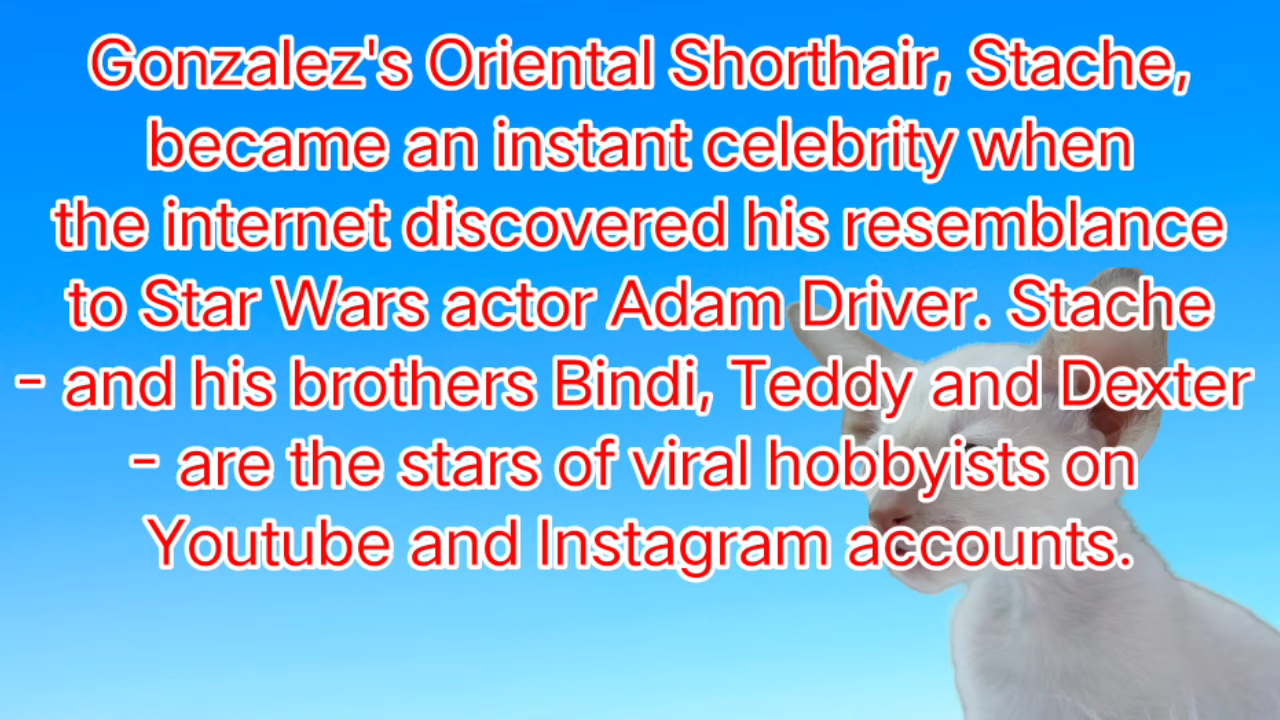 Gonzalez's Oriental Shorthair, Stache,
became an instant celebrity when
the internet discovered his resemblance
to Star Wars actor Adam Driver. Stache
- and his brothers Bindi, Teddy and Dexter
- are the stars of viral hobbyists on
Youtube and Instagram accounts.